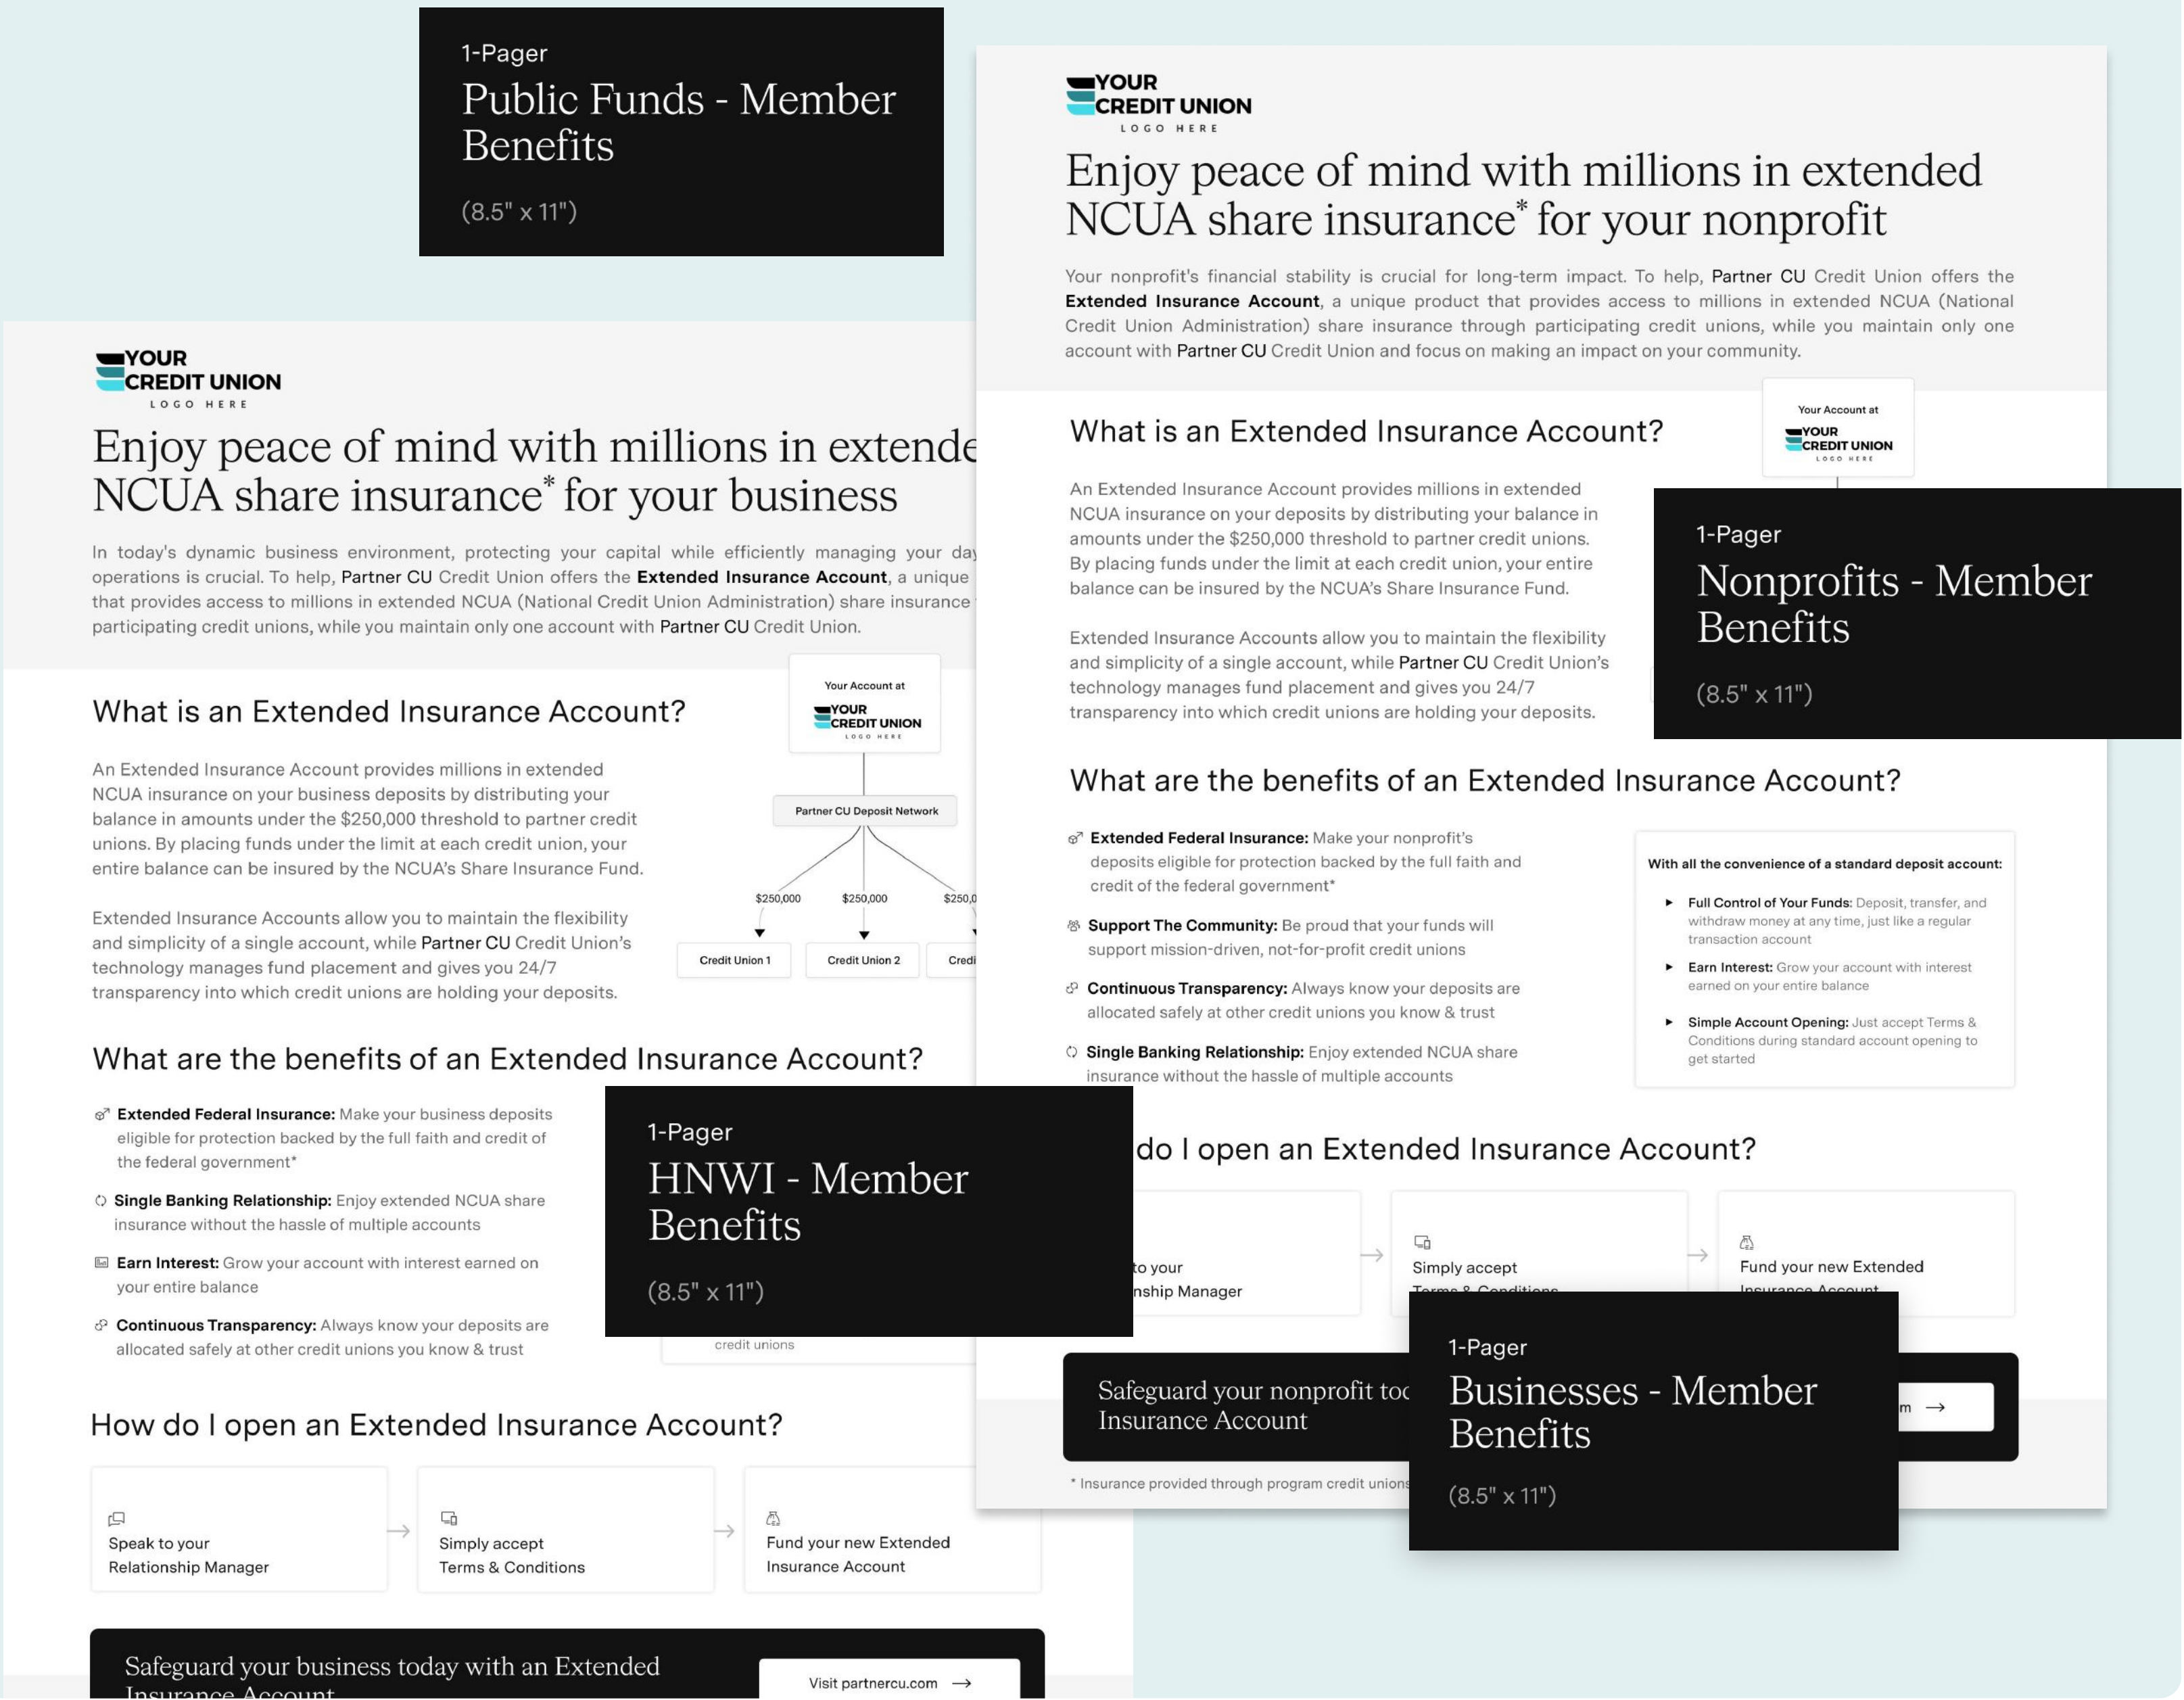 1-Pager
Public Funds - Member
Benefits
(8.5" x 11")
YOUR
CREDIT UNION
LOGO HERE
Enjoy peace of mind with millions in extende
NCUA share insurance* for your business
In today's dynamic business environment, protecting your capital while efficiently managing your day
operations is crucial. To help, Partner CU Credit Union offers the Extended Insurance Account, a unique
that provides access to millions in extended NCUA (National Credit Union Administration) share insurance
participating credit unions, while you maintain only one account with Partner CU Credit Union.
What is an Extended Insurance Account?
An Extended Insurance Account provides millions in extended
NCUA insurance on your business deposits by distributing your
balance in amounts under the $250,000 threshold to partner credit
unions. By placing funds under the limit at each credit union, your
entire balance can be insured by the NCUA's Share Insurance Fund.
Extended Insurance Accounts allow you to maintain the flexibility
and simplicity of a single account, while Partner CU Credit Union's
technology manages fund placement and gives you 24/7
transparency into which credit unions are holding your deposits.
Your Account at
YOUR
CREDIT UNION
LOGO HERE
Partner CU Deposit Network
$250,000 $250,000 $250,0
Credit Union 1 Credit Union 2 Credi
What are the benefits of an Extended Insurance Account?
Extended Federal Insurance: Make your business deposits
eligible for protection backed by the full faith and credit of
the federal government*
Single Banking Relationship: Enjoy extended NCUA share
insurance without the hassle of multiple accounts
Earn Interest: Grow your account with interest earned on
your entire balance
Continuous Transparency: Always know your deposits are
allocated safely at other credit unions you know & trust
credit unions
1-Pager
HNWI - Member
Benefits
(8.5" x 11")
How do I open an Extended Insurance Account?
Speak to your
Relationship Manager
Simply accept
Terms & Conditions
Fund your new Extended
Insurance Account
Safeguard your business today with an Extended
Insurance Account
Visit partnercu.com
YOUR
CREDIT UNION
LOGO HERE
Enjoy peace of mind with millions in extended
NCUA share insurance* for your nonprofit
Your nonprofit's financial stability is crucial for long-term impact. To help, Partner CU Credit Union offers the
Extended Insurance Account, a unique product that provides access to millions in extended NCUA (National
Credit Union Administration) share insurance through participating credit unions, while you maintain only one
account with Partner CU Credit Union and focus on making an impact on your community.
What is an Extended Insurance Account?
An Extended Insurance Account provides millions in extended
NCUA insurance on your deposits by distributing your balance in
amounts under the $250,000 threshold to partner credit unions.
By placing funds under the limit at each credit union, your entire
balance can be insured by the NCUA's Share Insurance Fund.
Extended Insurance Accounts allow you to maintain the flexibility
and simplicity of a single account, while Partner CU Credit Union's
technology manages fund placement and gives you 24/7
transparency into which credit unions are holding your deposits.
Your Account at
YOUR
CREDIT UNION
LOGO HERE
1-Pager
Nonprofits - Member
Benefits
(8.5" x 11")
What are the benefits of an Extended Insurance Account?
Extended Federal Insurance: Make your nonprofit's
deposits eligible for protection backed by the full faith and
credit of the federal government*
Support The Community: Be proud that your funds will
support mission-driven, not-for-profit credit unions
Continuous Transparency: Always know your deposits are
allocated safely at other credit unions you know & trust
Single Banking Relationship: Enjoy extended NCUA share
insurance without the hassle of multiple accounts
With all the convenience of a standard deposit account:
Full Control of Your Funds: Deposit, transfer, and
withdraw money at any time, just like a regular
transaction account
Earn Interest: Grow your account with interest
earned on your entire balance
Simple Account Opening: Just accept Terms &
Conditions during standard account opening to
get started
do I open an Extended Insurance Account?
to your
nship Manager
Simply accept
Terms & Conditions
Fund your new Extended
Insurance Account
Safeguard your nonprofit tod
Insurance Account
m
* Insurance provided through program credit unions
1-Pager
Businesses - Member
Benefits
(8.5" x 11")